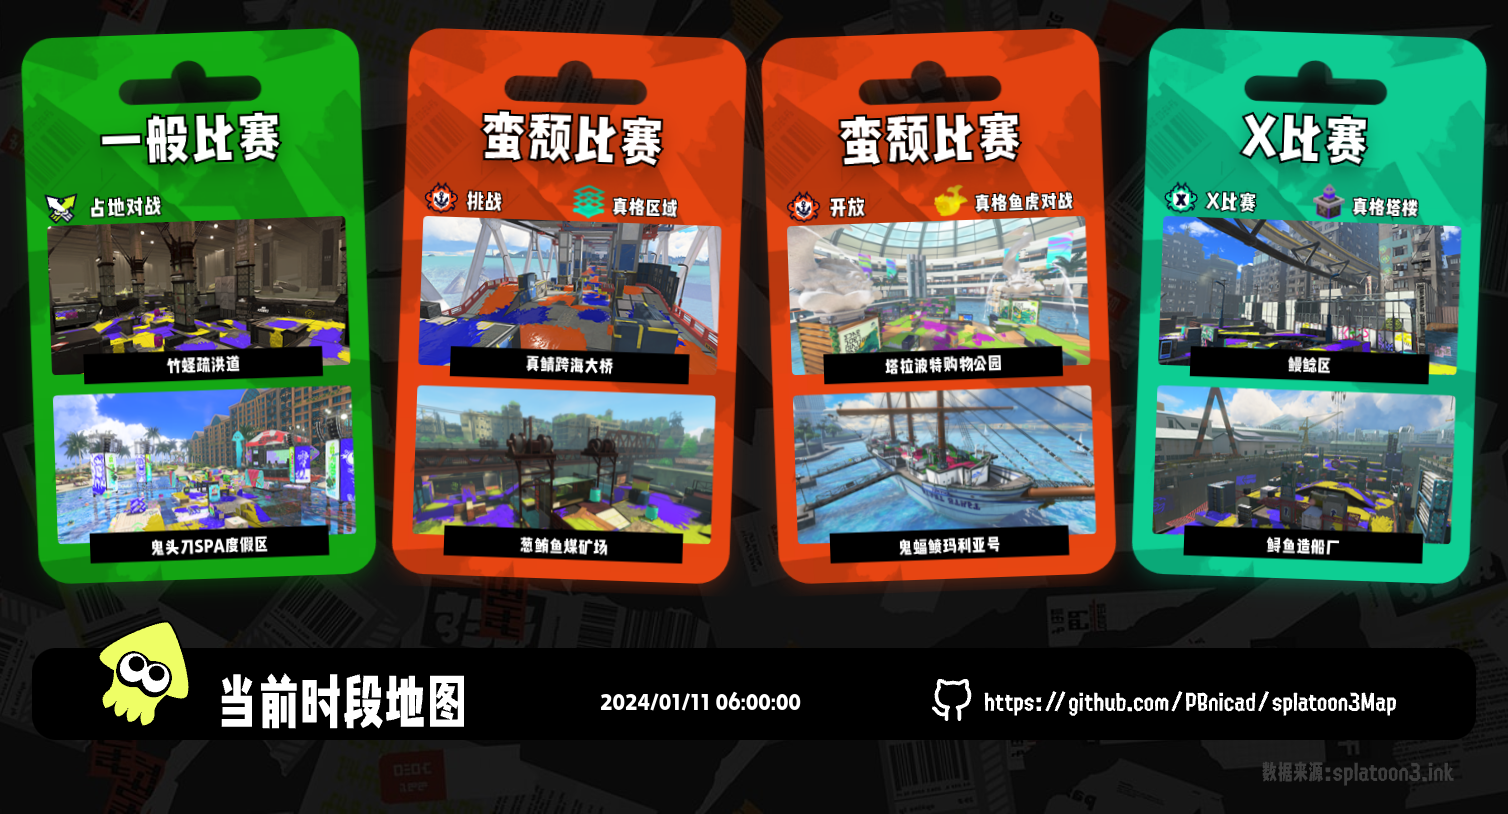 一般比赛
占地对战
竹蛏疏洪道
鬼头刀SPA度假区
蛮颓比赛
挑战
真格区域
真鲷跨海大桥
葱鲔鱼煤矿场
蛮颓比赛
开放
真格鱼虎对战
塔拉波特购物公园
鬼蝠鲼玛利亚号
X比赛
X比赛
真格塔楼
鳗鲶区
鲟鱼造船厂
当前时段地图
2024/01/11 06:00:00
https://github.com/PBnicad/splatoon3Map
数据来源:splatoon3.ink